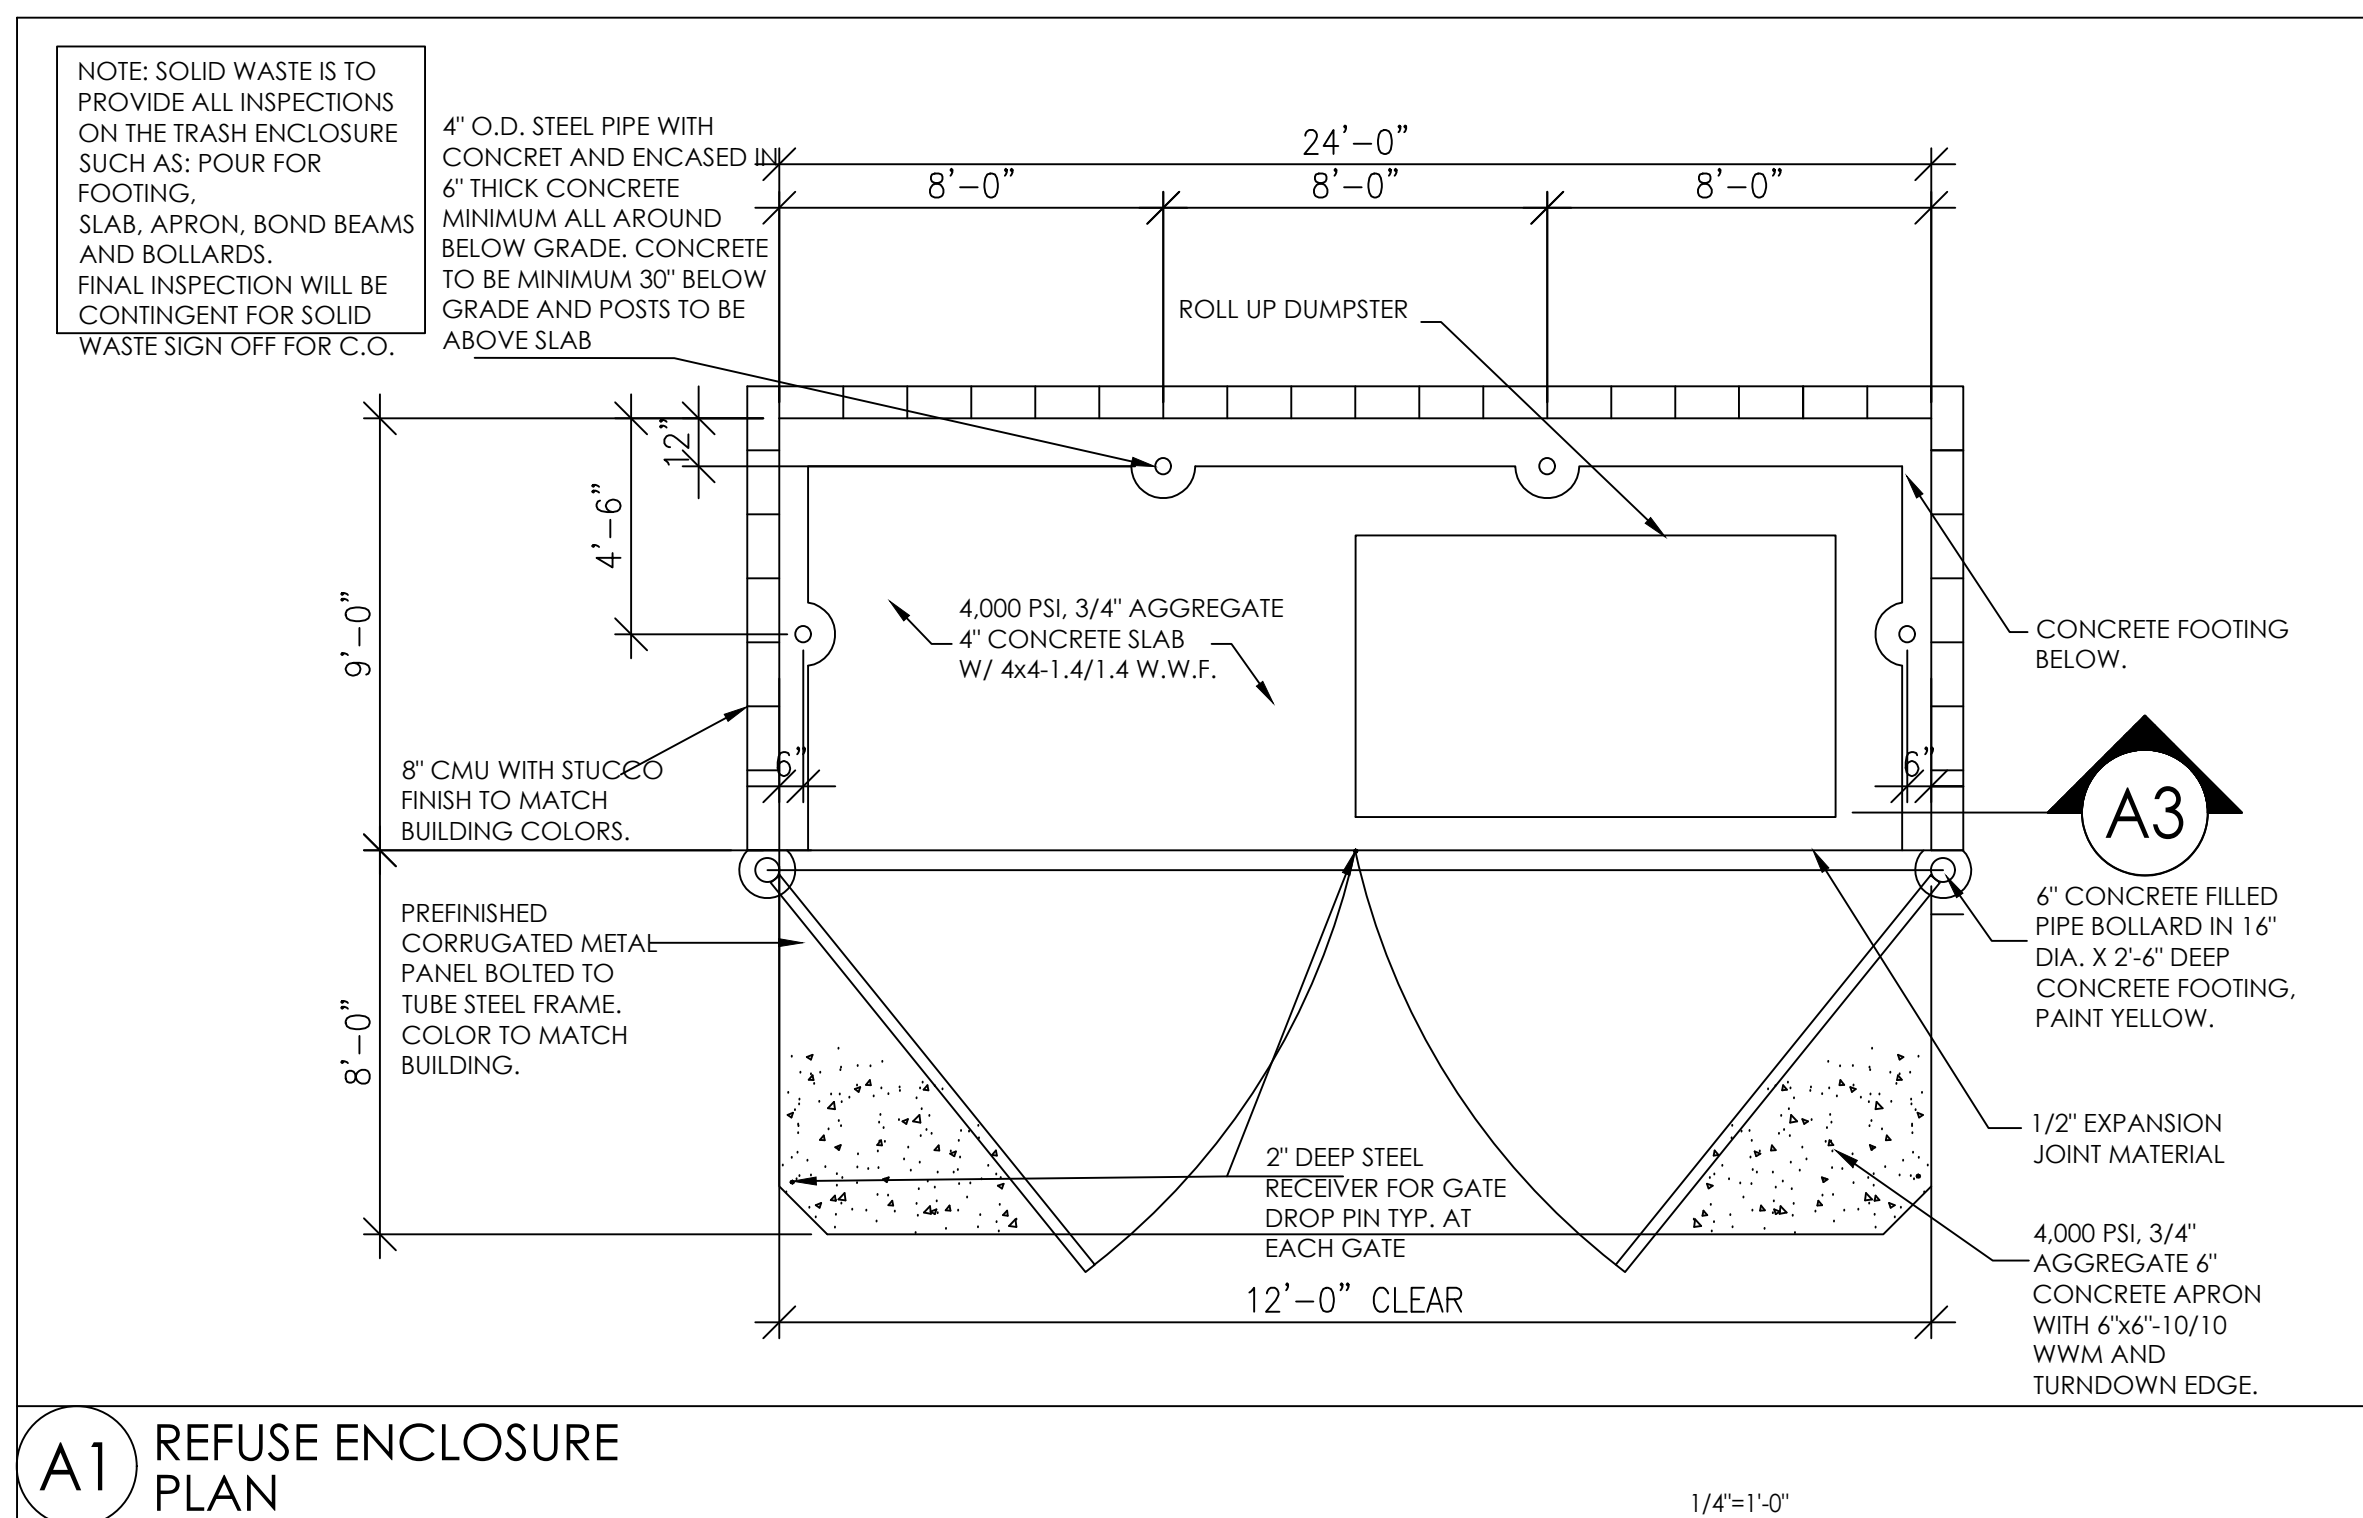 NOTE: SOLID WASTE IS TO
PROVIDE ALL INSPECTIONS
ON THE TRASH ENCLOSURE
SUCH AS: POUR FOR
FOOTING,
SLAB, APRON, BOND BEAMS
AND BOLLARDS.
FINAL INSPECTION WILL BE
CONTINGENT FOR SOLID
WASTE SIGN OFF FOR C.O.
4" O.D. STEEL PIPE WITH
CONCRET AND ENCASED IN
6" THICK CONCRETE
MINIMUM ALL AROUND
BELOW GRADE. CONCRETE
TO BE MINIMUM 30" BELOW
GRADE AND POSTS TO BE
ABOVE SLAB
24'-0"
8'-0"
8'-0"
8'-0"
ROLL UP DUMPSTER
12"
4'-6"
9'-0"
4,000 PSI, 3/4" AGGREGATE
4" CONCRETE SLAB
W/ 4x4-1.4/1.4 W.W.F.
CONCRETE FOOTING
BELOW.
8" CMU WITH STUCCO
FINISH TO MATCH
BUILDING COLORS.
6"
6"
A3
PREFINISHED
CORRUGATED METAL
PANEL BOLTED TO
TUBE STEEL FRAME.
COLOR TO MATCH
BUILDING.
8'-0"
6" CONCRETE FILLED
PIPE BOLLARD IN 16"
DIA. X 2'-6" DEEP
CONCRETE FOOTING,
PAINT YELLOW.
1/2" EXPANSION
JOINT MATERIAL
2" DEEP STEEL
RECEIVER FOR GATE
DROP PIN TYP. AT
EACH GATE
4,000 PSI, 3/4"
AGGREGATE 6"
CONCRETE APRON
WITH 6"x6"-10/10
WWM AND
TURNDOWN EDGE.
12'-0" CLEAR
A1
REFUSE ENCLOSURE
PLAN
1/4"=1'-0"